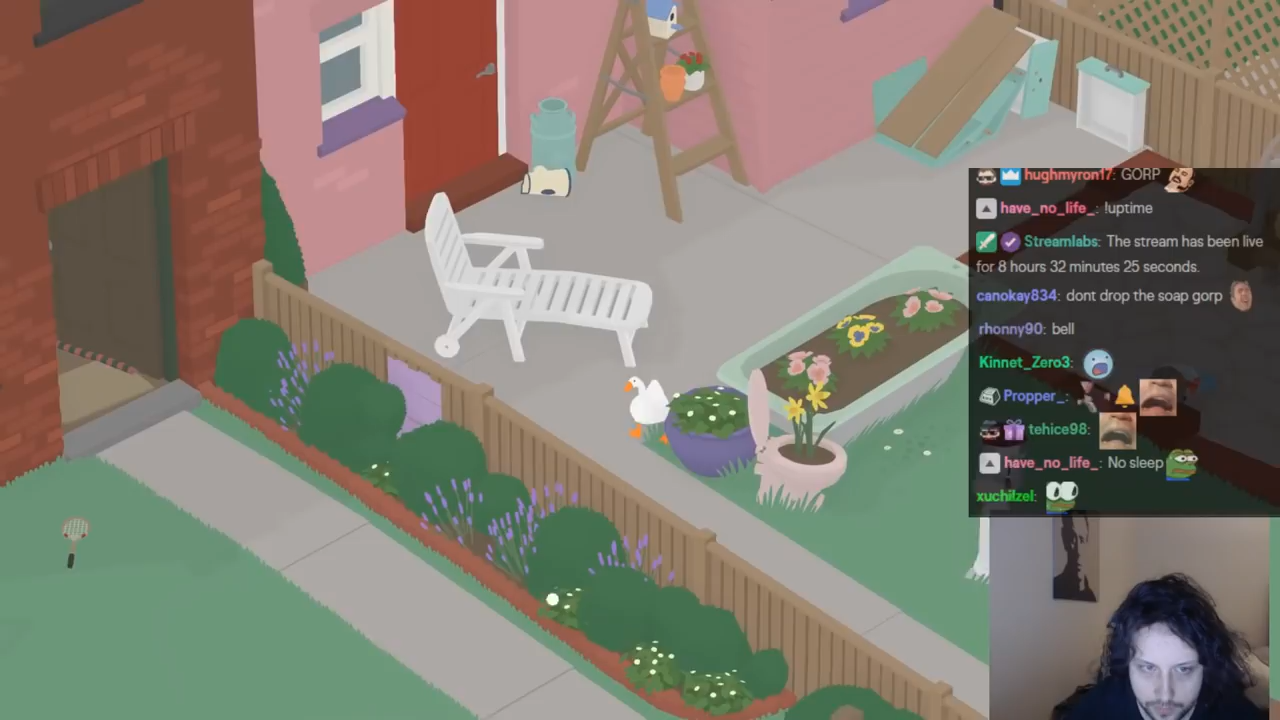 hughmyron17: GORP
have_no_life_: !uptime
Streamlabs: The stream has been live
for 8 hours 32 minutes 25 seconds.
canokay834: dont drop the soap gorp
rhonny90: bell
Kinnet_Zero3:
Propper_:
tehice98:
have_no_life_: No sleep
xuchilzel: